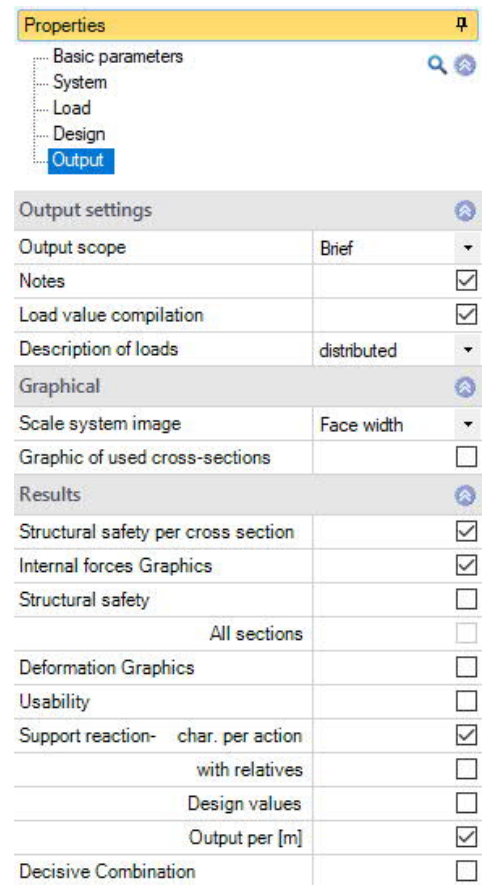 Properties
Basic parameters
System
Load
Design
Output
Output settings
Output scope Brief
Notes
Load value compilation
Description of loads distributed
Graphical
Scale system image Face width
Graphic of used cross-sections
Results
Structural safety per cross section
Internal forces Graphics
Structural safety
All sections
Deformation Graphics
Usability
Support reaction- char. per action
with relatives
Design values
Output per [m]
Decisive Combination